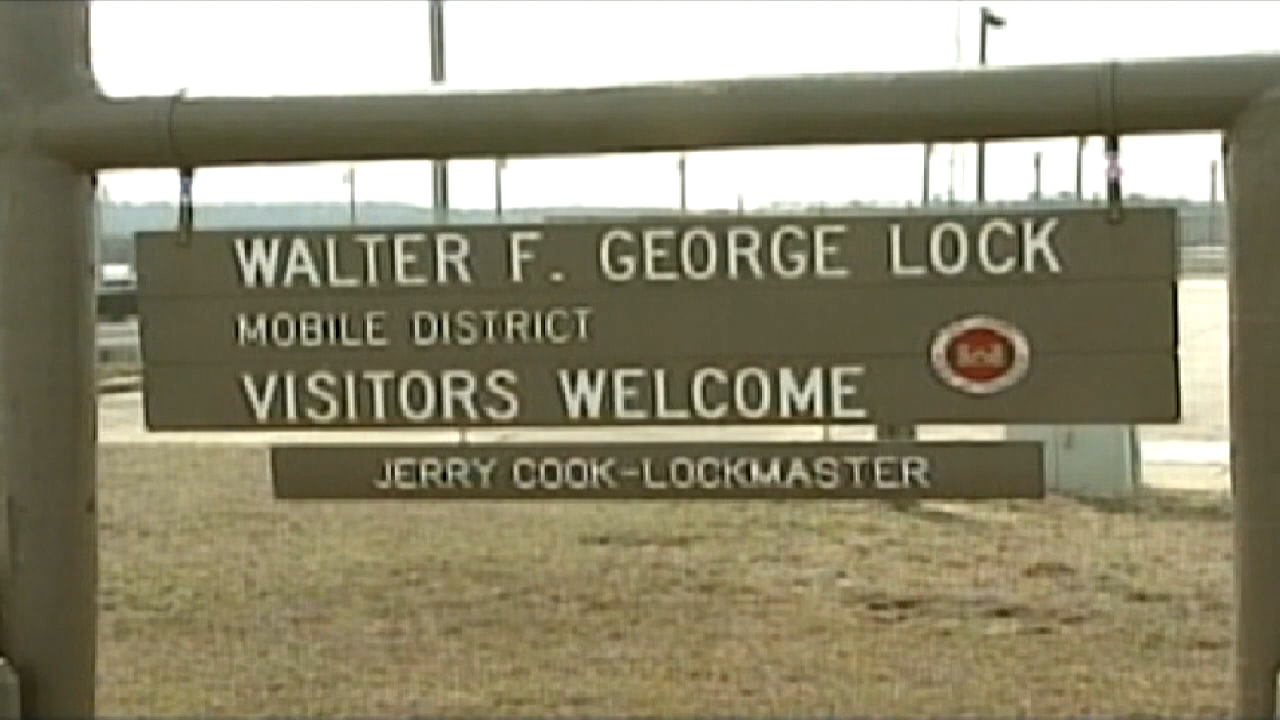 WALTER F. GEORGE LOCK
MOBILE DISTRICT
VISITORS WELCOME
JERRY COOK-LOCKMASTER